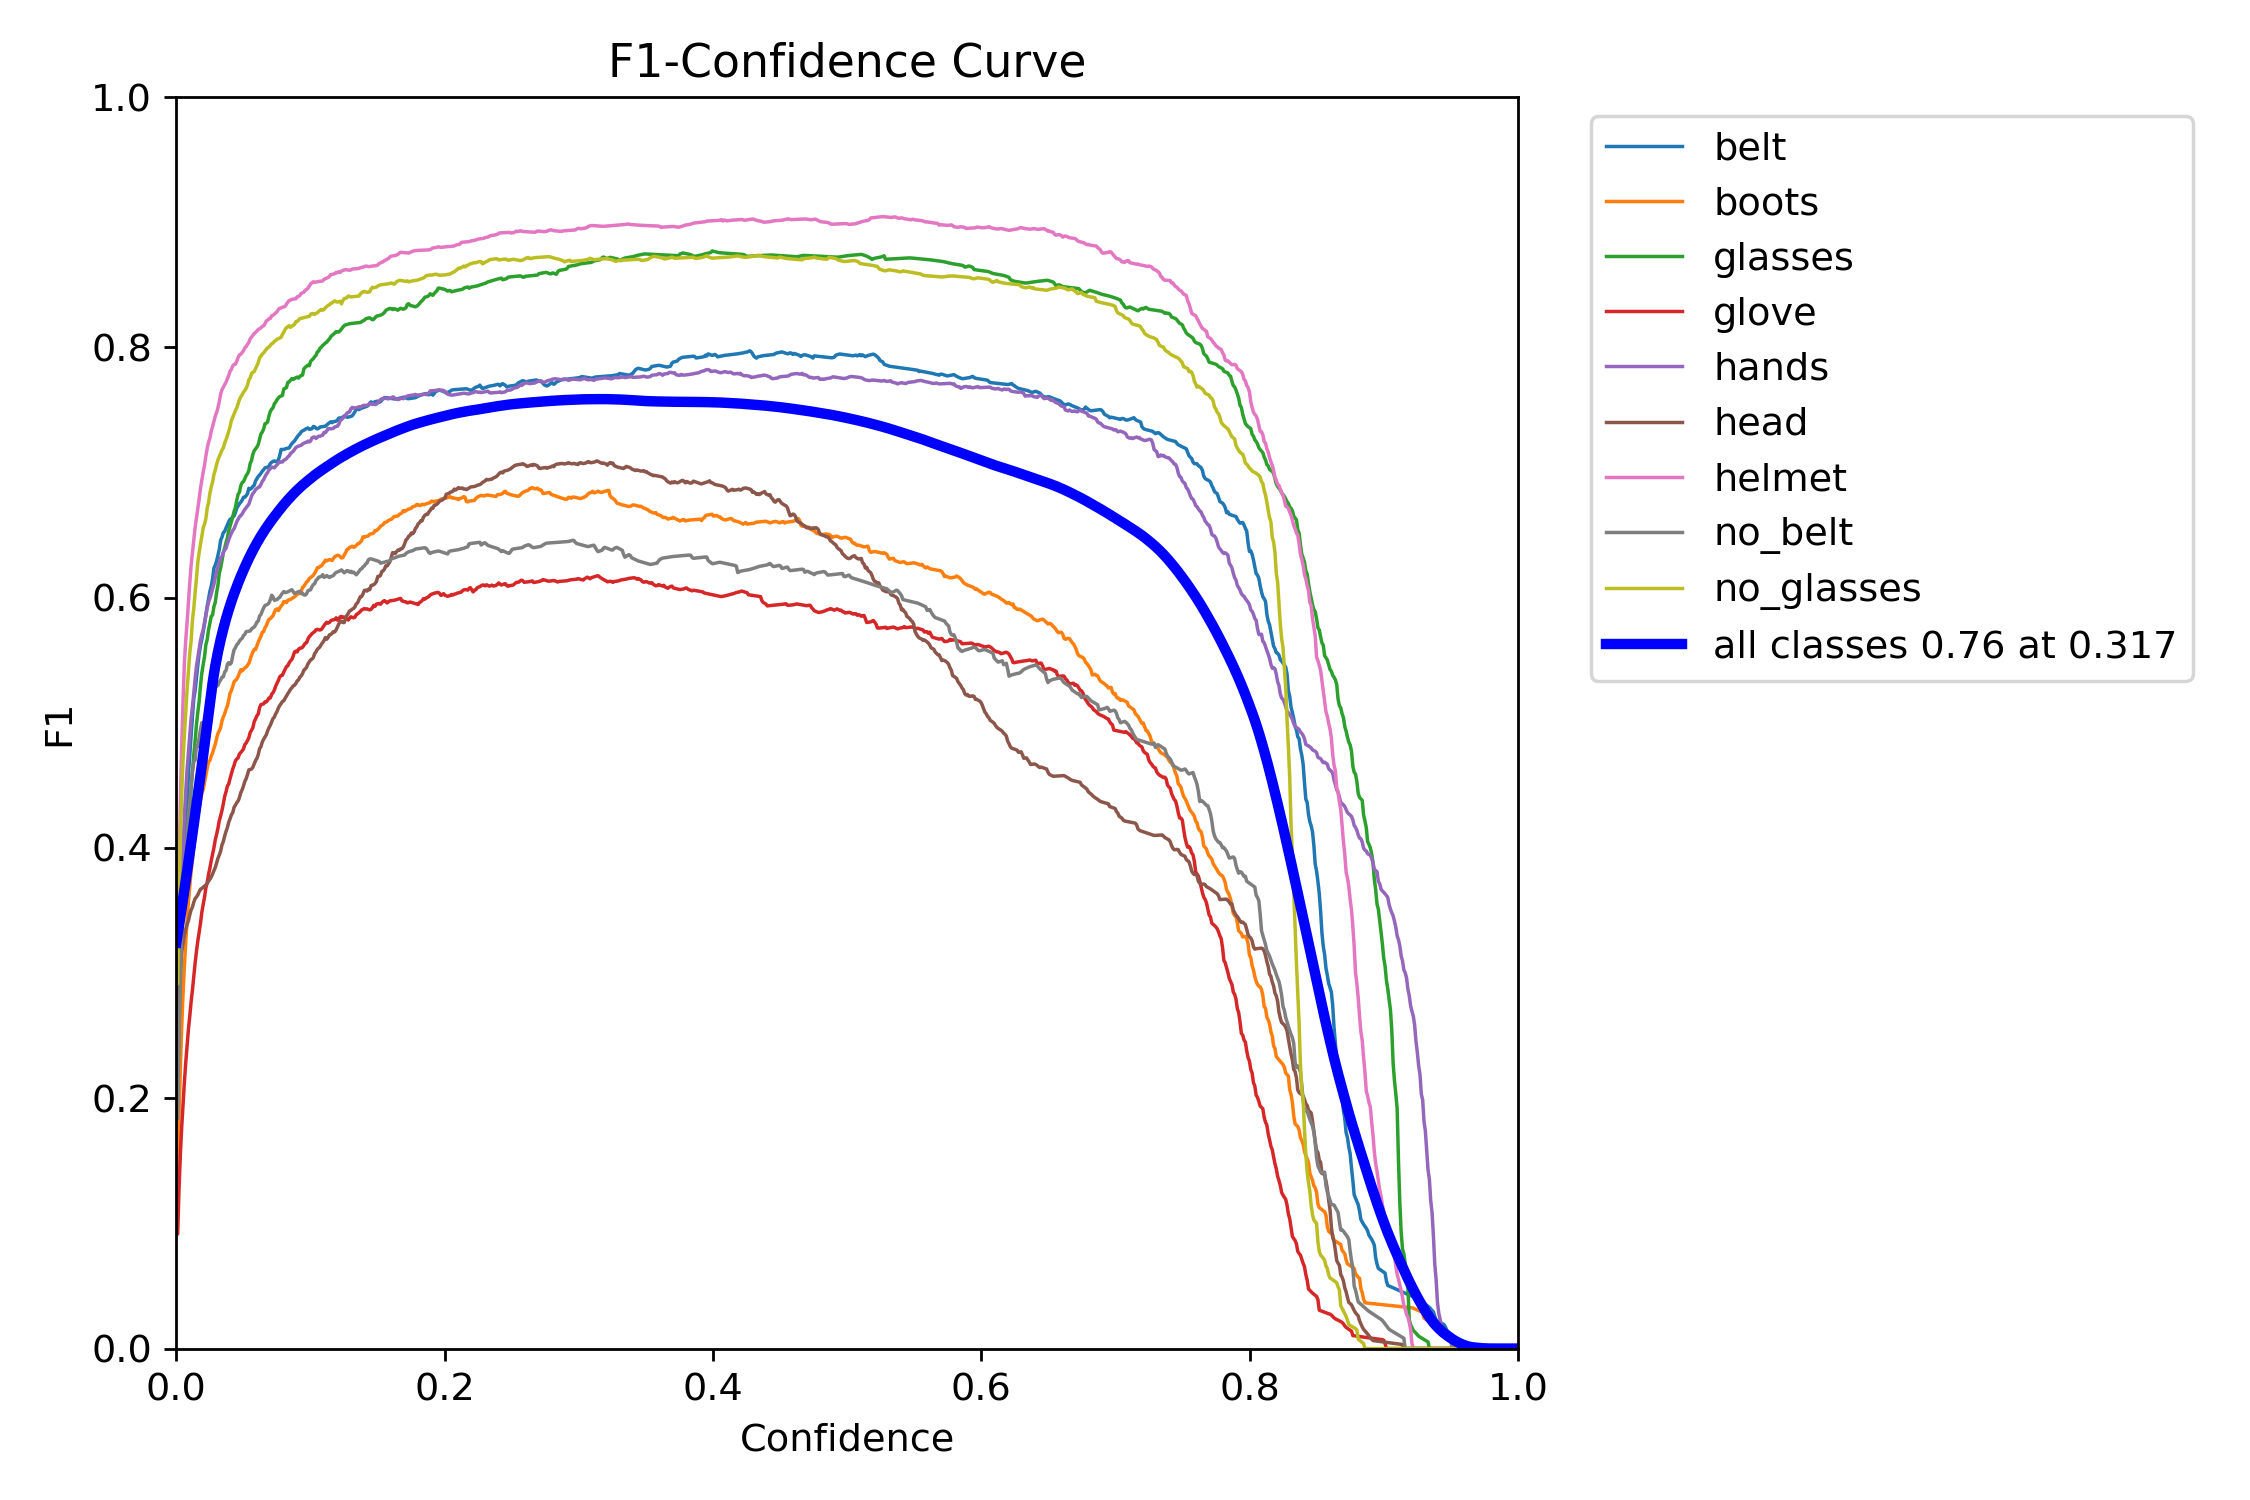 F1-Confidence Curve
1.0
0.8
0.6
0.4
0.2
0.0
F1
0.0 0.2 0.4 0.6 0.8 1.0
Confidence
belt
boots
glasses
glove
hands
head
helmet
no_belt
no_glasses
all classes 0.76 at 0.317